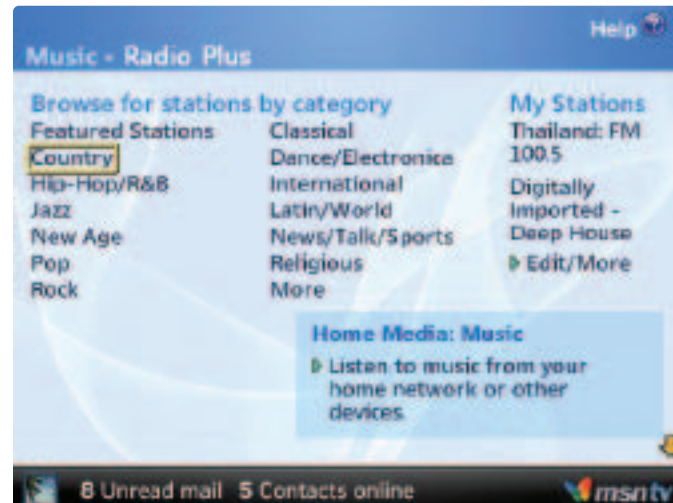 Help
Music - Radio Plus
Browse for stations by category
Featured Stations
Country
Hip-Hop/R&B
Jazz
New Age
Pop
Rock
Classical
Dance/Electronica
International
Latin/World
News/Talk/Sports
Religious
More
My Stations
Thailand: FM
100.5
Digitally
Imported -
Deep House
Edit/More
Home Media: Music
Listen to music from your
home network or other
devices.
8 Unread mail 5 Contacts online
msn tv